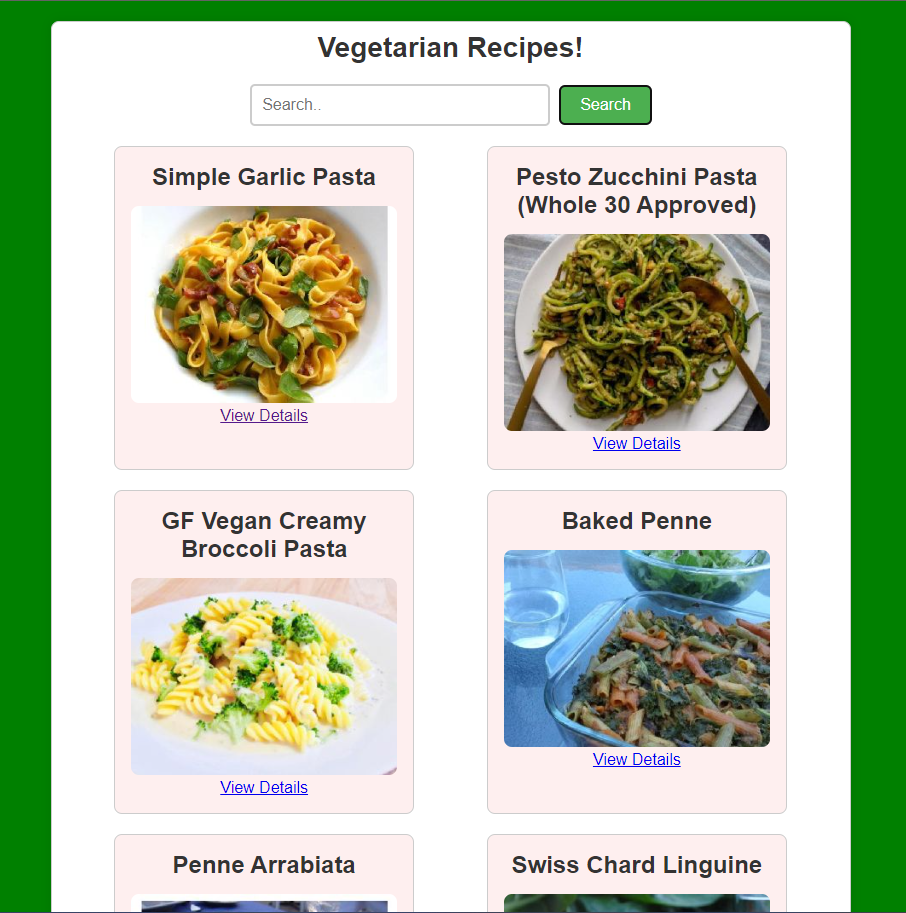 Vegetarian Recipes!
Search..
Search
Simple Garlic Pasta
View Details
Pesto Zucchini Pasta
(Whole 30 Approved)
View Details
GF Vegan Creamy
Broccoli Pasta
View Details
Baked Penne
View Details
Penne Arrabiata
Swiss Chard Linguine